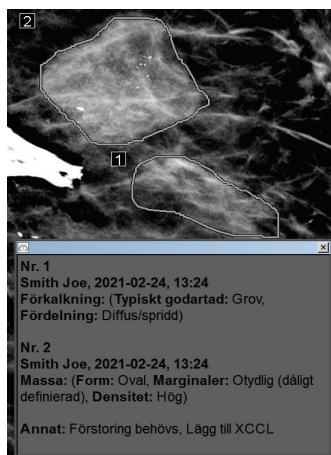 2
1
Nr. 1
Smith Joe, 2021-02-24, 13:24
Förkalkning: (Typiskt godartad: Grov,
Fördelning: Diffus/spridd)
Nr. 2
Smith Joe, 2021-02-24, 13:24
Massa: (Form: Oval, Marginaler: Otydlig (dåligt
definierad), Densitet: Hög)
Annat: Förstoring behövs, Lägg till XCCL